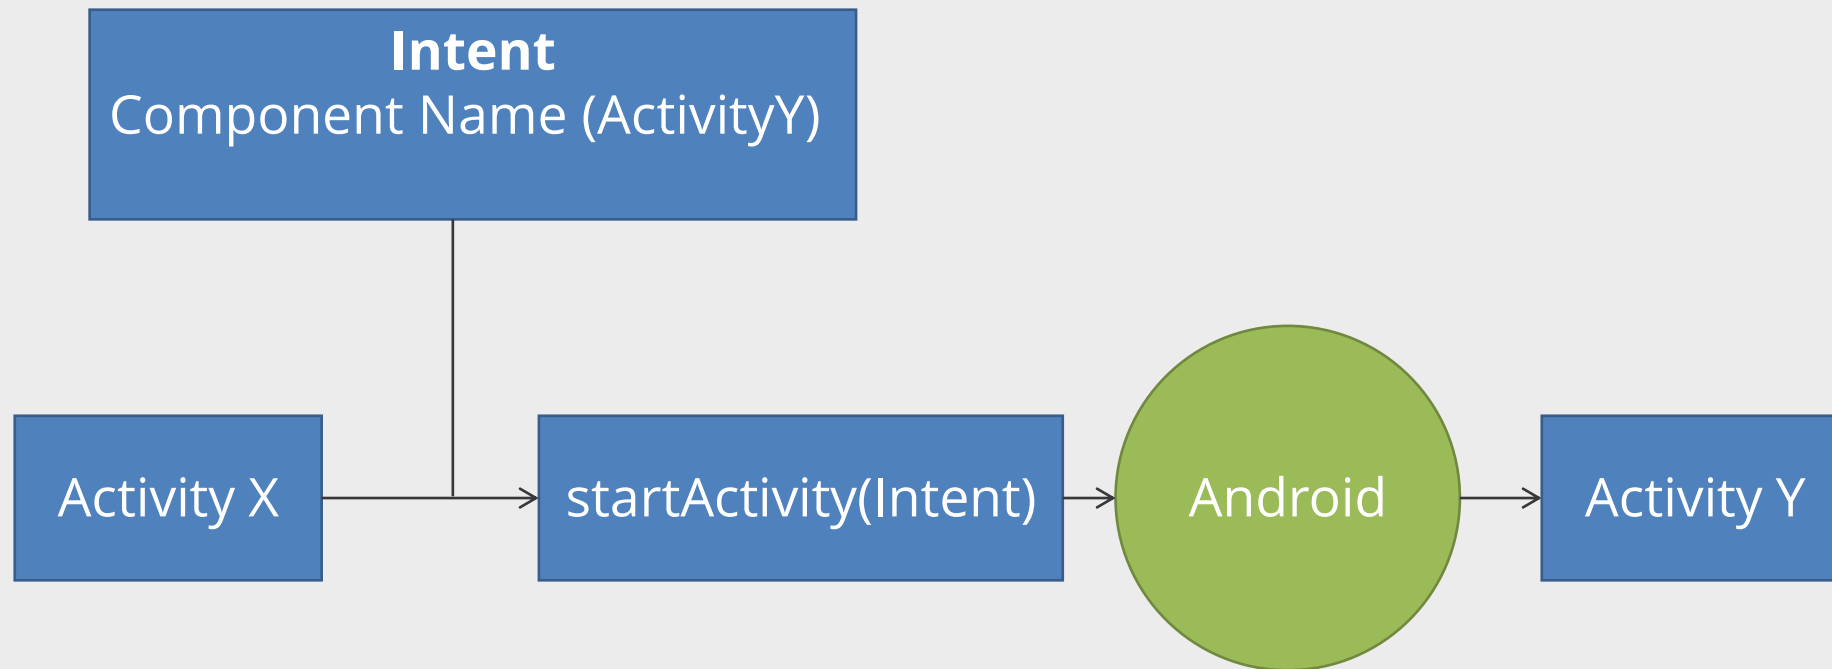 Intent
Component Name (ActivityY)
Activity X
startActivity(Intent)
Android
Activity Y